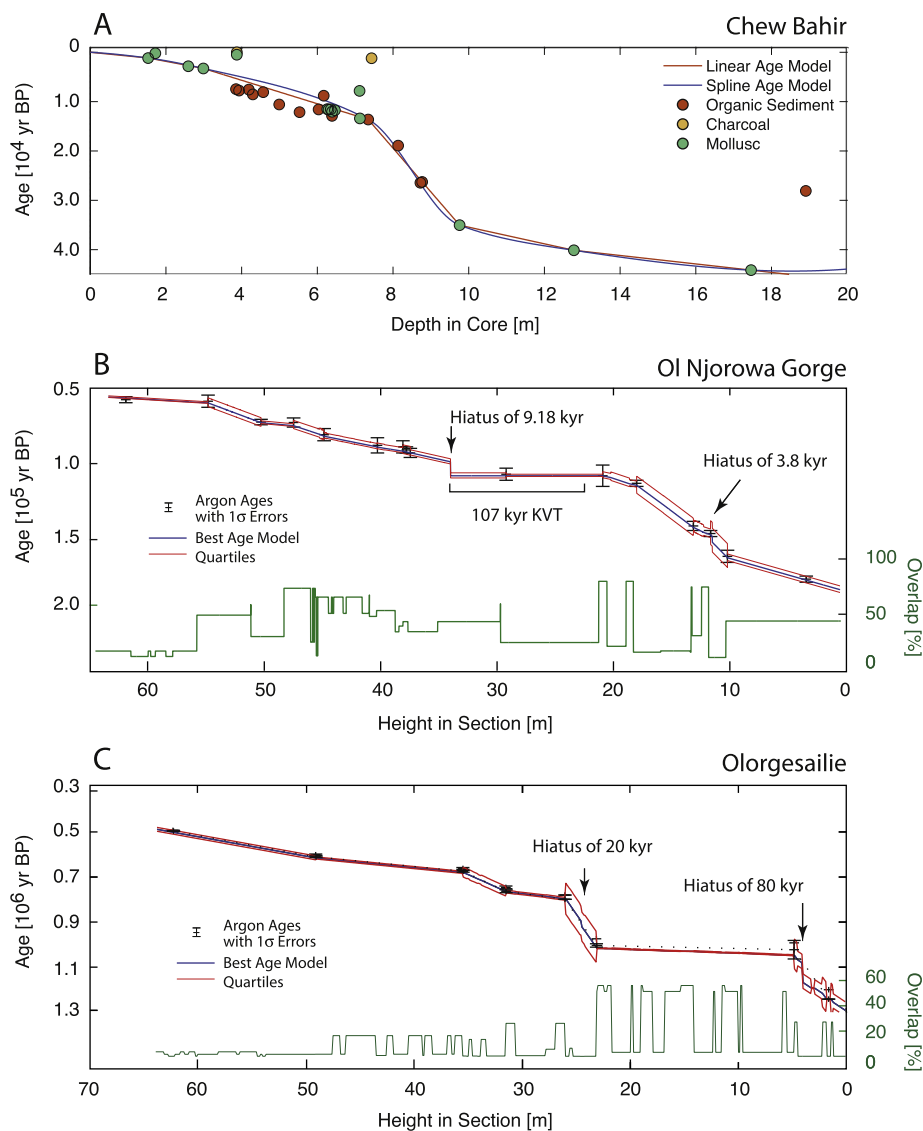 A
Chew Bahir
0
1.0
2.0
3.0
4.0
Age [10⁴ yr BP]
Linear Age Model
Spline Age Model
Organic Sediment
Charcoal
Mollusc
0 2 4 6 8 10 12 14 16 18 20
Depth in Core [m]
B
Ol Njorowa Gorge
0.5
1.0
1.5
2.0
Age [10⁵ yr BP]
Hiatus of 9.18 kyr
Hiatus of 3.8 kyr
107 kyr KVT
Argon Ages
with 1σ Errors
Best Age Model
Quartiles
100
50
0
Overlap [%]
60 50 40 30 20 10 0
Height in Section [m]
C
Olorgesailie
0.3
0.5
0.7
0.9
1.1
1.3
Age [10⁶ yr BP]
Hiatus of 20 kyr
Hiatus of 80 kyr
Argon Ages
with 1σ Errors
Best Age Model
Quartiles
60
40
20
0
Overlap [%]
70 60 50 40 30 20 10 0
Height in Section [m]